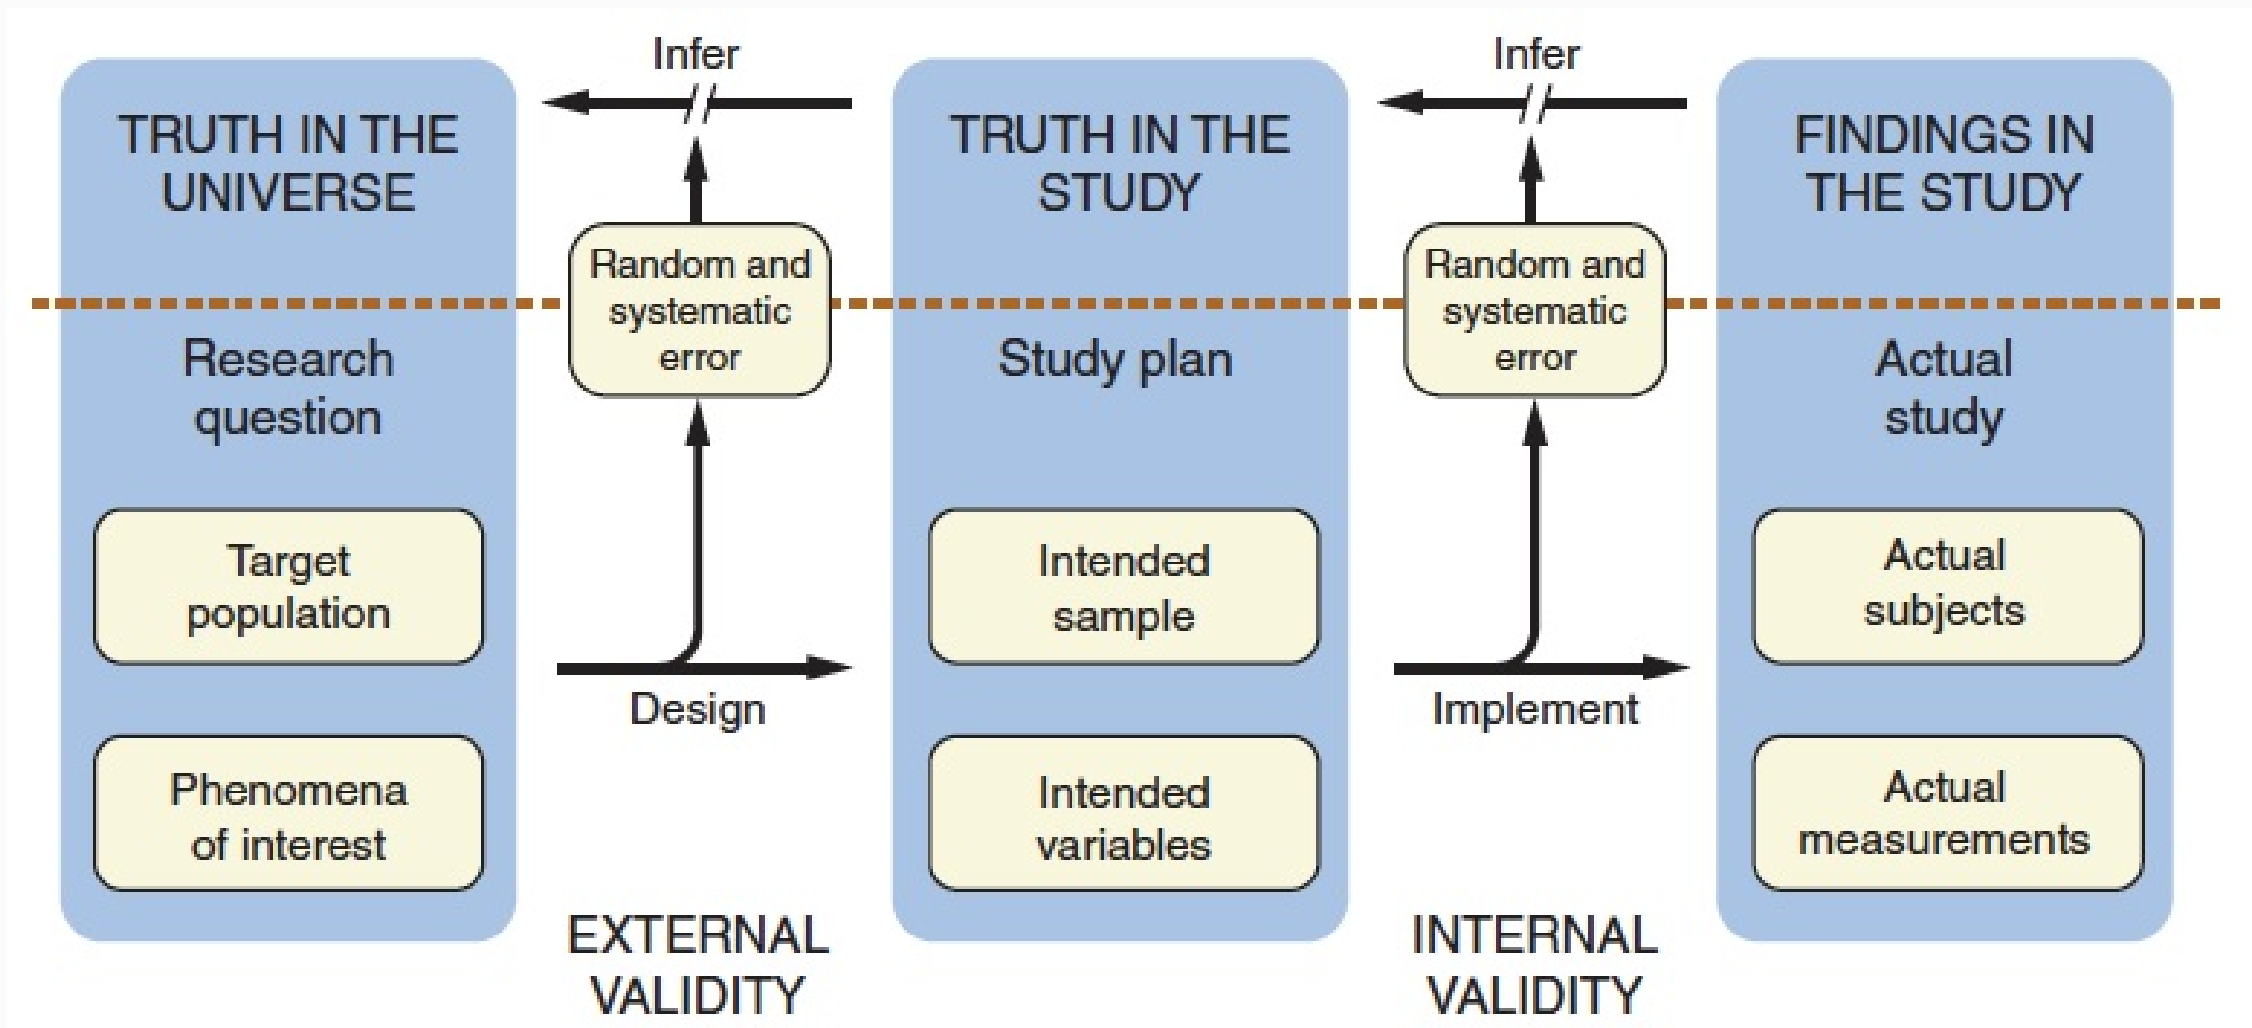 Infer
Infer
TRUTH IN THE
UNIVERSE
TRUTH IN THE
STUDY
FINDINGS IN
THE STUDY
Random and
systematic
error
Random and
systematic
error
Research
question
Study plan
Actual
study
Target
population
Intended
sample
Actual
subjects
Design
Implement
Phenomena
of interest
Intended
variables
Actual
measurements
EXTERNAL
VALIDITY
INTERNAL
VALIDITY